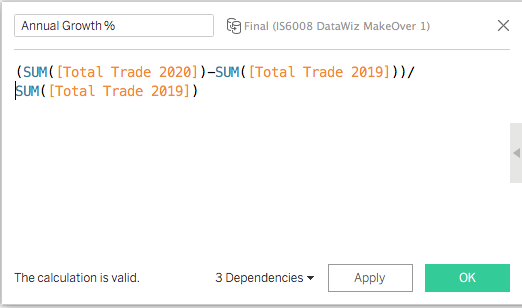 Annual Growth %
Final (IS6008 DataWiz MakeOver 1)
(SUM([Total Trade 2020])-SUM([Total Trade 2019]))/
SUM([Total Trade 2019])
The calculation is valid.
3 Dependencies
Apply
OK